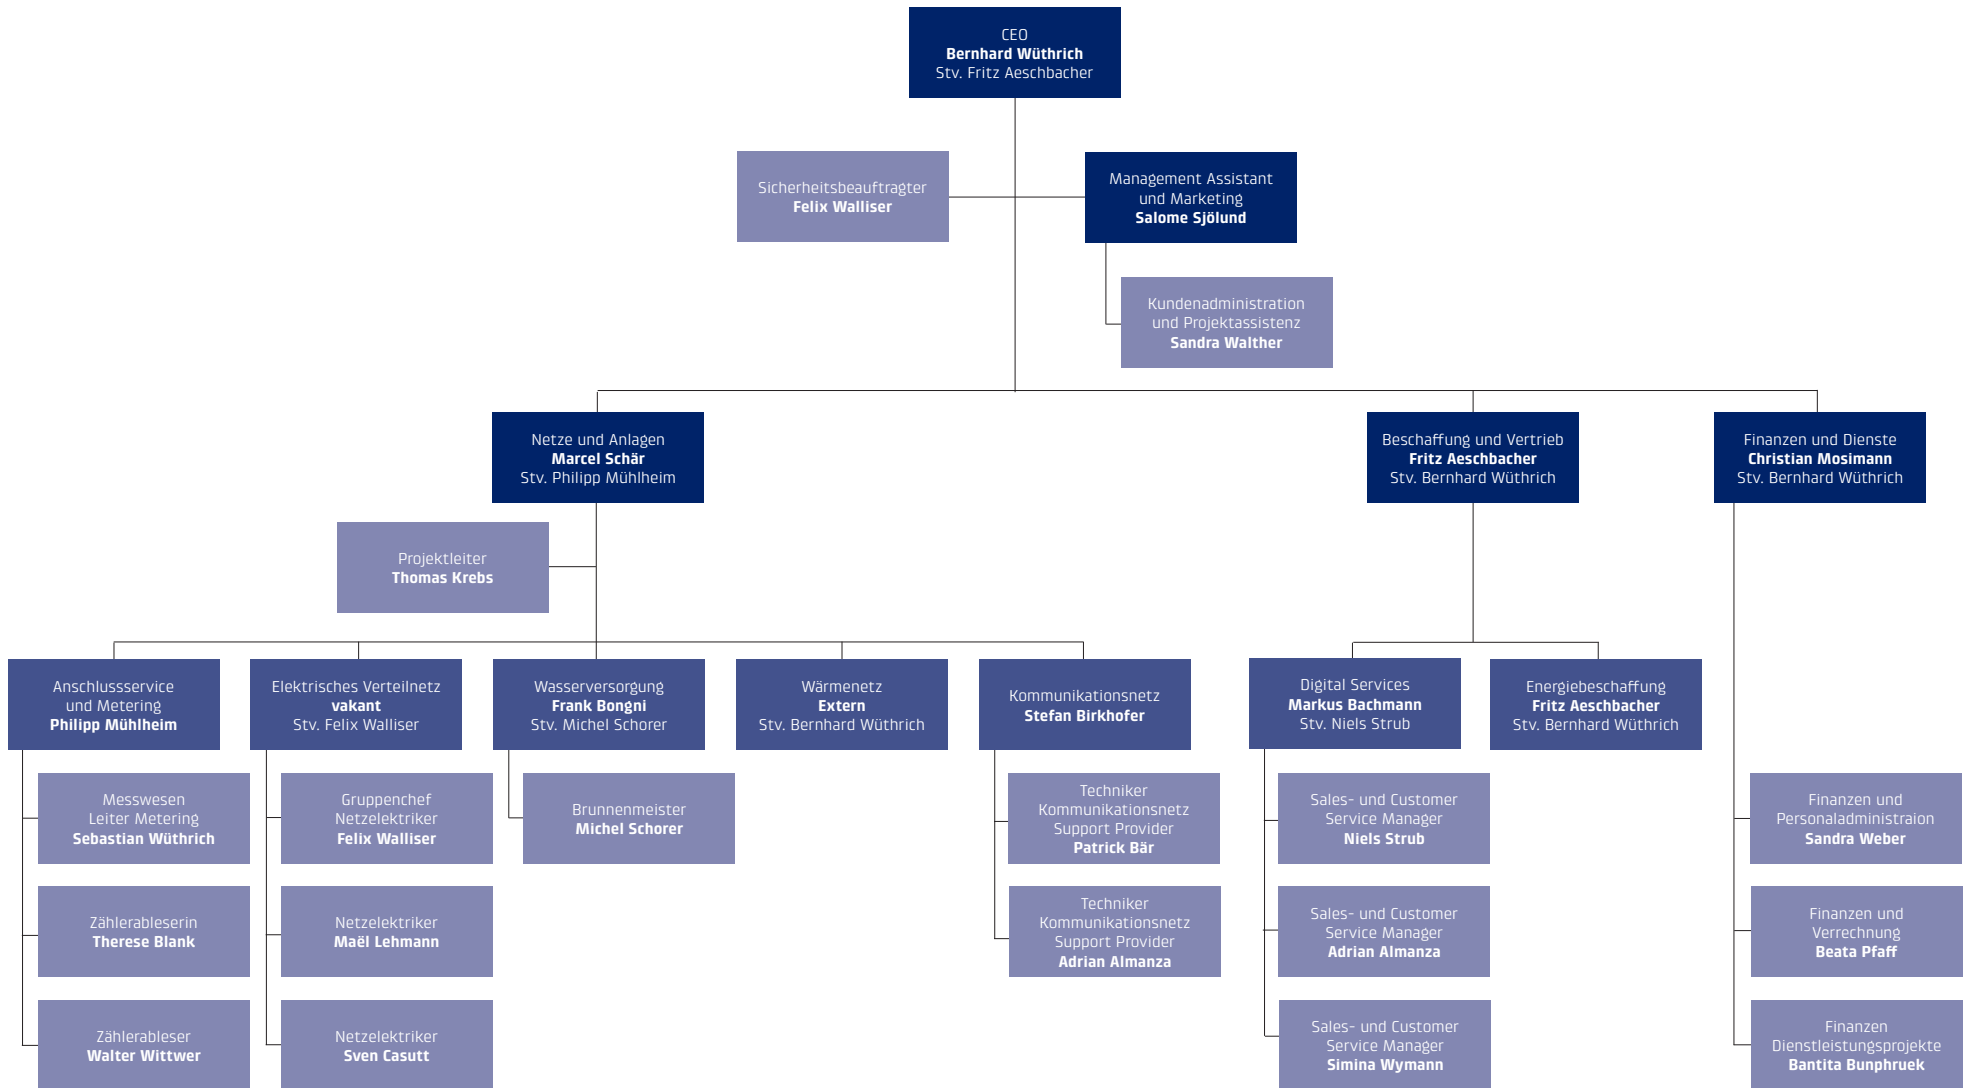 CEO
Bernhard Wüthrich
Stv. Fritz Aeschbacher
Sicherheitsbeauftragter
Felix Walliser
Management Assistant
und Marketing
Salome Sjölund
Kundenadministration
und Projektassistenz
Sandra Walther
Netze und Anlagen
Marcel Schär
Stv. Philipp Mühlheim
Beschaffung und Vertrieb
Fritz Aeschbacher
Stv. Bernhard Wüthrich
Finanzen und Dienste
Christian Mosimann
Stv. Bernhard Wüthrich
Projektleiter
Thomas Krebs
Anschlussservice
und Metering
Philipp Mühlheim
Elektrisches Verteilnetz
vakant
Stv. Felix Walliser
Wasserversorgung
Frank Bongni
Stv. Michel Schorer
Wärmenetz
Extern
Stv. Bernhard Wüthrich
Kommunikationsnetz
Stefan Birkhofer
Digital Services
Markus Bachmann
Stv. Niels Strub
Energiebeschaffung
Fritz Aeschbacher
Stv. Bernhard Wüthrich
Messwesen
Leiter Metering
Sebastian Wüthrich
Gruppenchef
Netzelektriker
Felix Walliser
Brunnenmeister
Michel Schorer
Techniker
Kommunikationsnetz
Support Provider
Patrick Bär
Sales- und Customer
Service Manager
Niels Strub
Finanzen und
Personaladministraion
Sandra Weber
Zählerableserin
Therese Blank
Netzelektriker
Maël Lehmann
Techniker
Kommunikationsnetz
Support Provider
Adrian Almanza
Sales- und Customer
Service Manager
Adrian Almanza
Finanzen und
Verrechnung
Beata Pfaff
Zählerableser
Walter Wittwer
Netzelektriker
Sven Casutt
Sales- und Customer
Service Manager
Simina Wymann
Finanzen
Dienstleistungsprojekte
Bantita Bunphruek